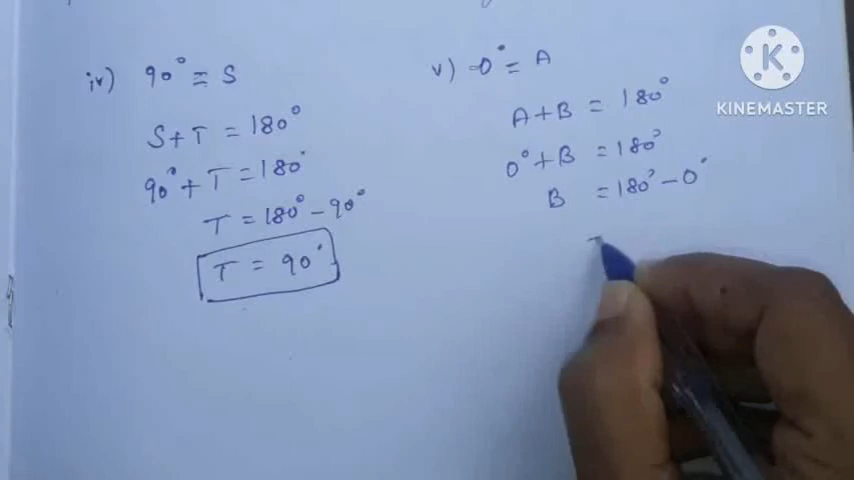 iv) 90° = S
S + T = 180°
90° + T = 180°
T = 180° - 90°
T = 90°
v) 0° = A
A + B = 180°
0° + B = 180°
B = 180° - 0°
K
KINEMASTER